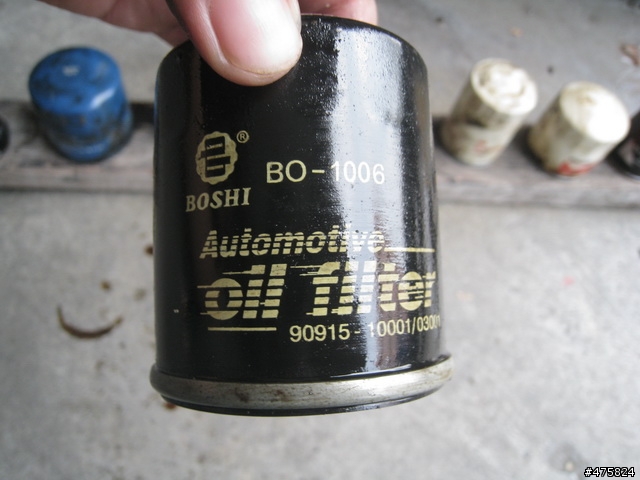 ®
BO-1006
BOSHI
Automotive
oil filter
90915-10001/03001
#475824